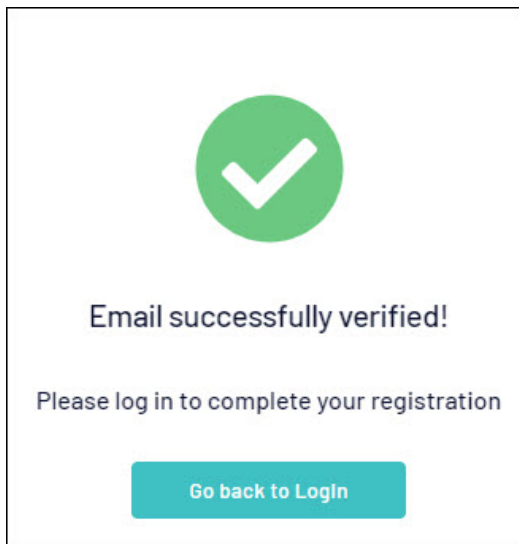 Email successfully verified!
Please log in to complete your registration
Go back to LogIn